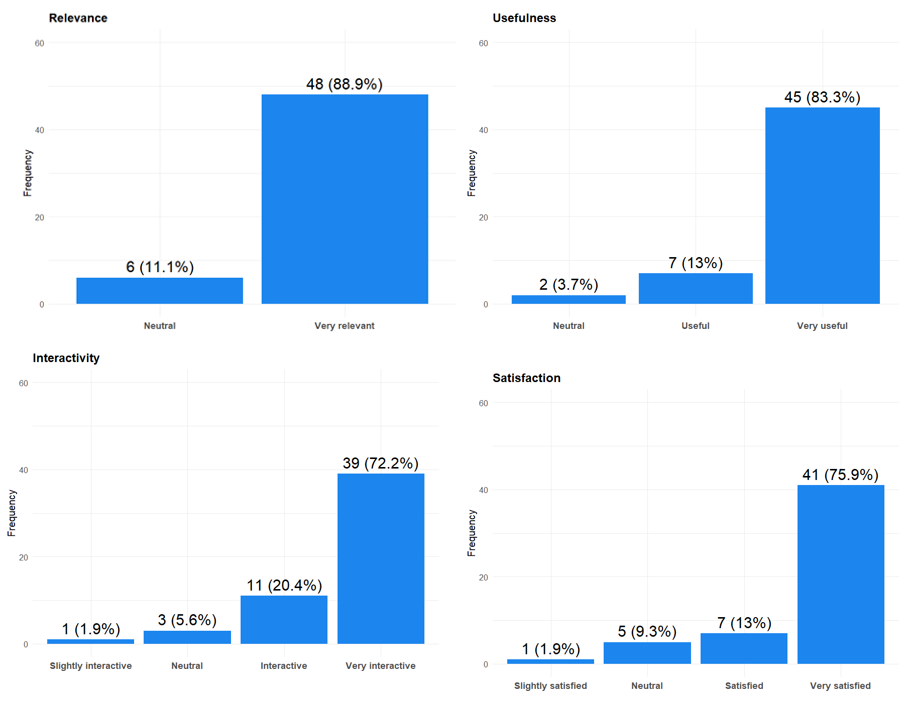 Relevance
60
40
20
0
Frequency
6 (11.1%)
48 (88.9%)
Neutral
Very relevant
Usefulness
60
40
20
0
Frequency
2 (3.7%)
7 (13%)
45 (83.3%)
Neutral
Useful
Very useful
Interactivity
60
40
20
0
Frequency
1 (1.9%)
3 (5.6%)
11 (20.4%)
39 (72.2%)
Slightly interactive
Neutral
Interactive
Very interactive
Satisfaction
60
40
20
0
Frequency
1 (1.9%)
5 (9.3%)
7 (13%)
41 (75.9%)
Slightly satisfied
Neutral
Satisfied
Very satisfied